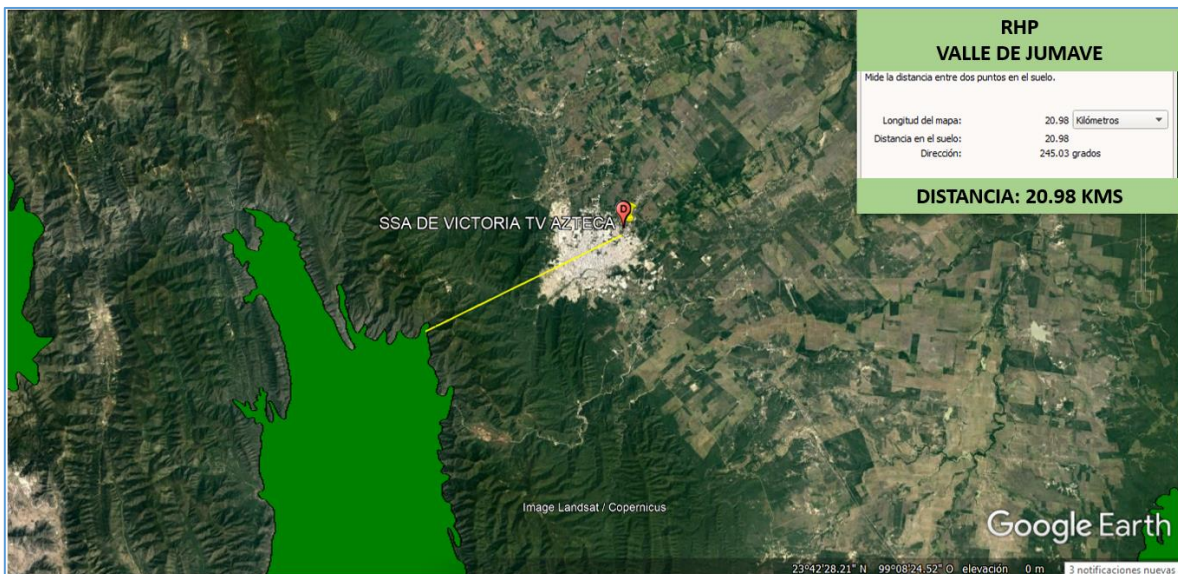 RHP
VALLE DE JUMAVE
Mide la distancia entre dos puntos en el suelo.
Longitud del mapa: 20.98 Kilómetros
Distancia en el suelo: 20.98
Dirección: 245.03 grados
DISTANCIA: 20.98 KMS
D
SSA DE VICTORIA TV AZTECA
Image Landsat / Copernicus
Google Earth
23°42'28.21" N 99°08'24.52" O elevación 0 m
3 notificaciones nuevas